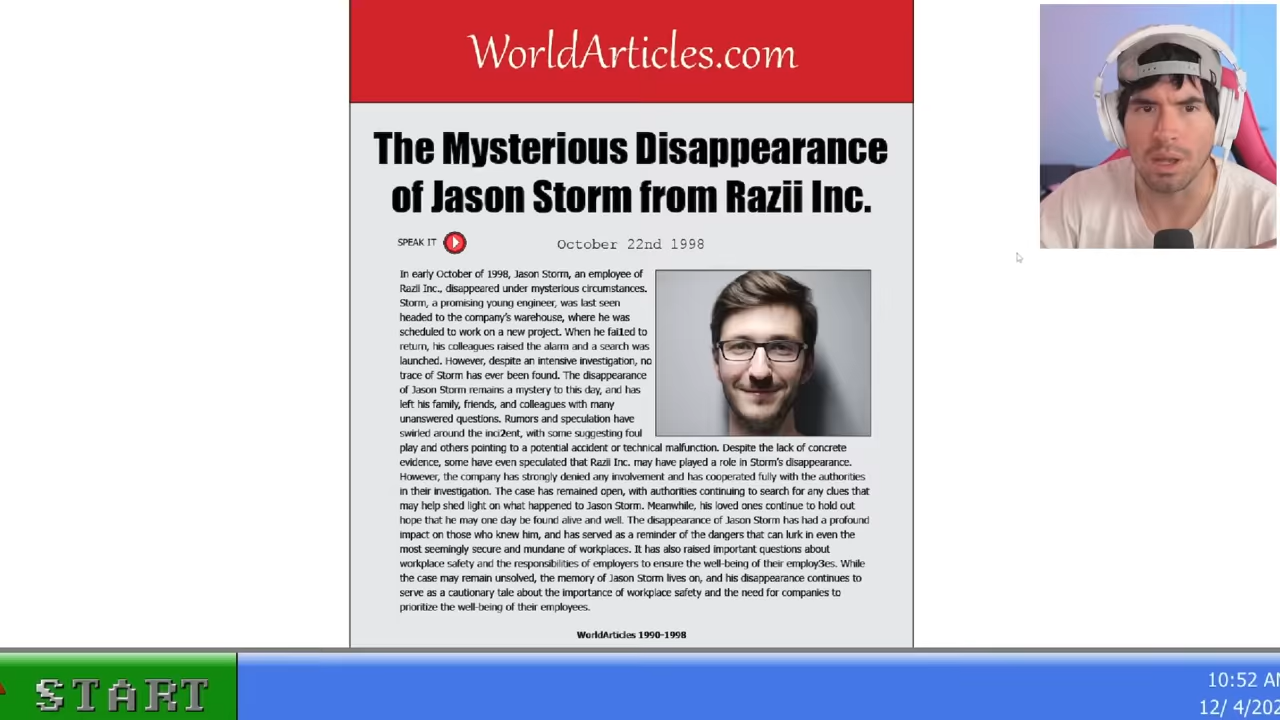 WorldArticles.com
The Mysterious Disappearance
of Jason Storm from Razii Inc.
SPEAK IT
October 22nd 1998
In early October of 1998, Jason Storm, an employee of
Razii Inc., disappeared under mysterious circumstances.
Storm, a promising young engineer, was last seen
headed to the company's warehouse, where he was
scheduled to work on a new project. When he fai1ed to
return, his colleagues raised the alarm and a search was
launched. However, despite an intensive investigation, no
trace of Storm has ever been found. The disappearance
of Jason Storm remains a mystery to this day, and has
left his family, friends, and colleagues with many
unanswered questions. Rumors and speculation have
swirled around the inci2ent, with some suggesting foul
play and others pointing to a potential accident or technical malfunction. Despite the lack of concrete
evidence, some have even speculated that Razii Inc. may have played a role in Storm's disappearance.
However, the company has strongly denied any involvement and has cooperated fully with the authorities
in their investigation. The case has remained open, with authorities continuing to search for any clues that
may help shed light on what happened to Jason Storm. Meanwhile, his loved ones continue to hold out
hope that he may one day be found alive and well. The disappearance of Jason Storm has had a profound
impact on those who knew him, and has served as a reminder of the dangers that can lurk in even the
most seemingly secure and mundane of workplaces. It has also raised important questions about
workplace safety and the responsibilities of employers to ensure the well-being of their employ3es. While
the case may remain unsolved, the memory of Jason Storm lives on, and his disappearance continues to
serve as a cautionary tale about the importance of workplace safety and the need for companies to
prioritize the well-being of their employees.
WorldArticles 1990-1998
START
10:52 A
12/ 4/202